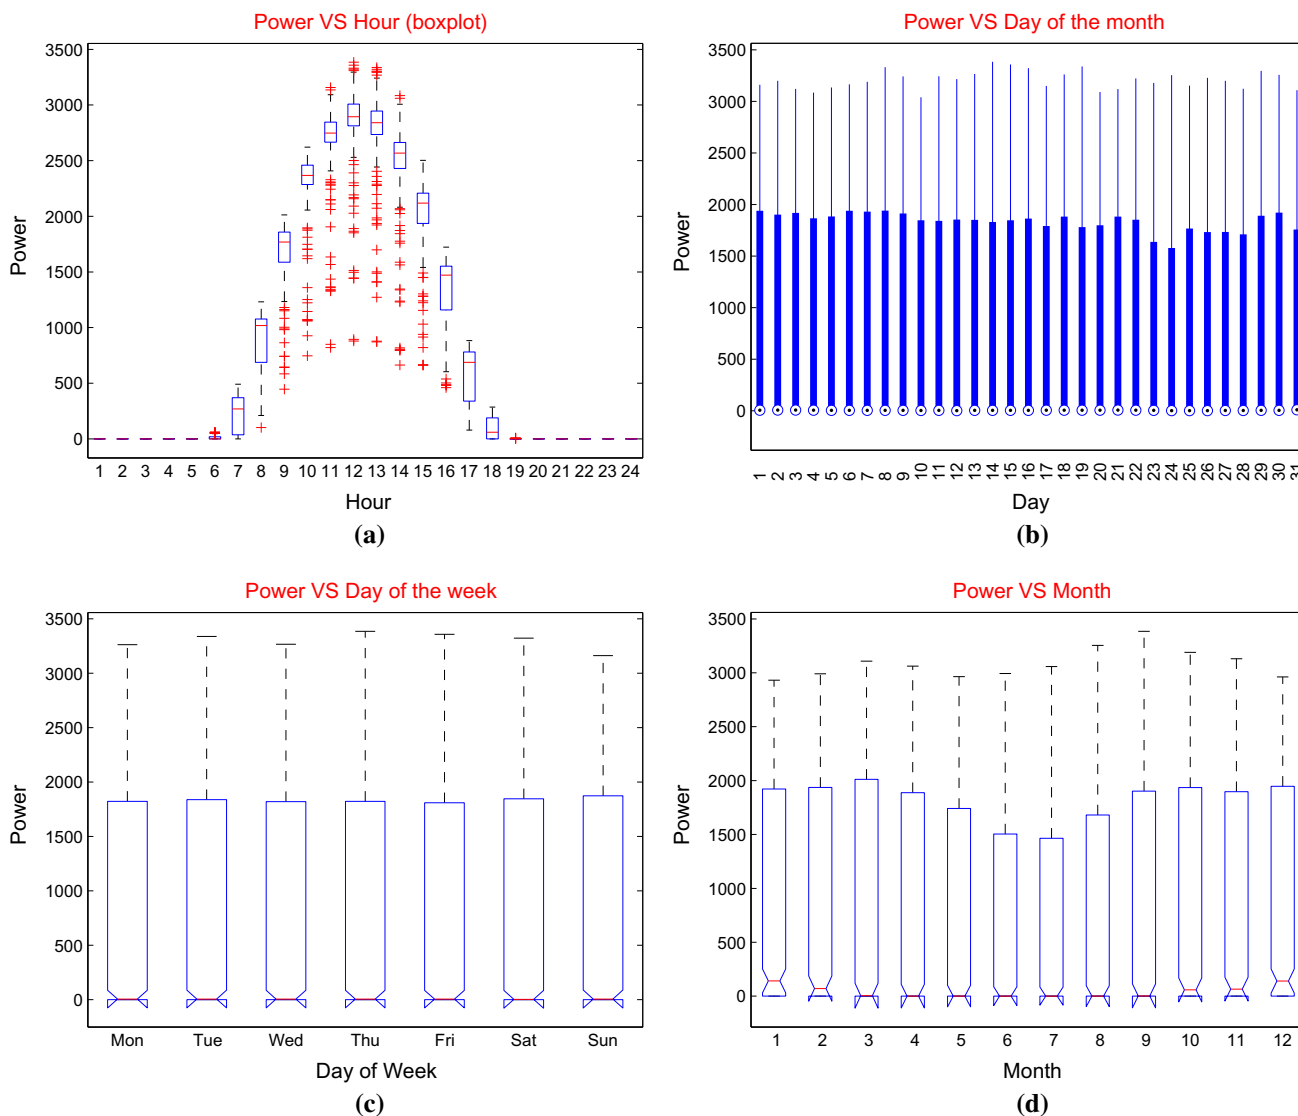 Power VS Hour (boxplot)
3500
3000
2500
2000
1500
1000
500
0
Power
1 2 3 4 5 6 7 8 9 10 11 12 13 14 15 16 17 18 19 20 21 22 23 24
Hour
(a)
Power VS Day of the month
3500
3000
2500
2000
1500
1000
500
0
Power
1 2 3 4 5 6 7 8 9 10 11 12 13 14 15 16 17 18 19 20 21 22 23 24 25 26 27 28 29 30 31
Day
(b)
Power VS Day of the week
3500
3000
2500
2000
1500
1000
500
0
Power
Mon Tue Wed Thu Fri Sat Sun
Day of Week
(c)
Power VS Month
3500
3000
2500
2000
1500
1000
500
0
Power
1 2 3 4 5 6 7 8 9 10 11 12
Month
(d)